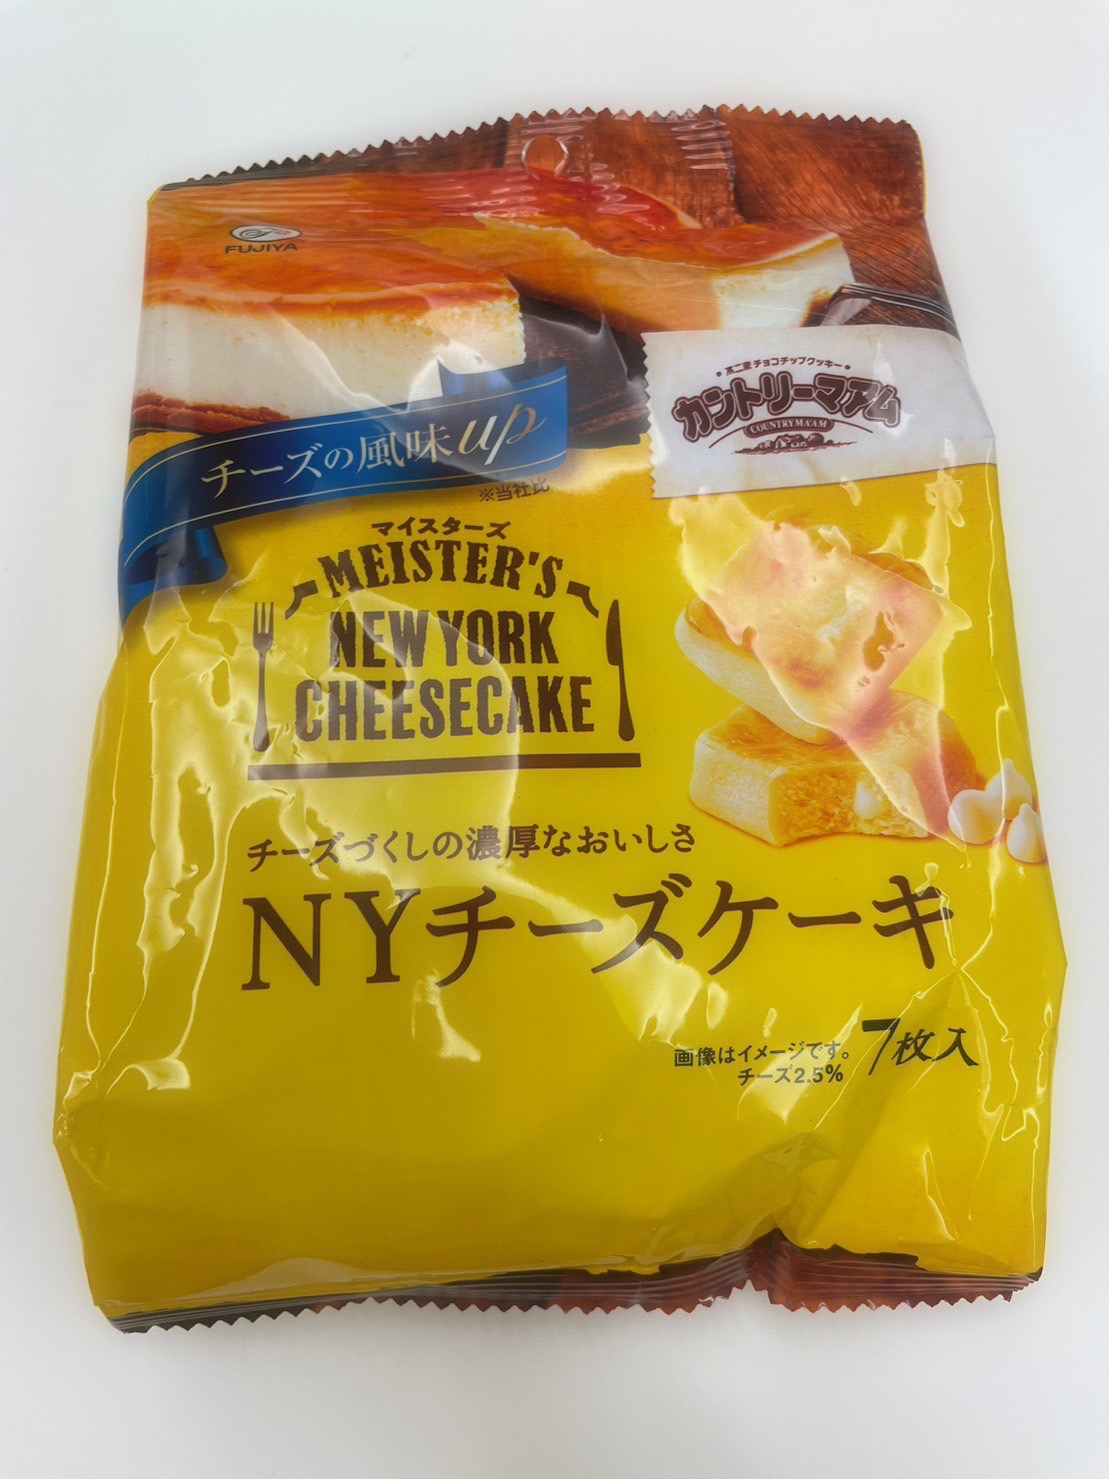 FUJIYA
・不二家チョコチップクッキー・
カントリーマアム
COUNTRY MA'AM
チーズの風味up
※当社比
マイスターズ
MEISTER'S
NEW YORK
CHEESECAKE
チーズづくしの濃厚なおいしさ
NYチーズケーキ
画像はイメージです。
チーズ2.5%
7枚入